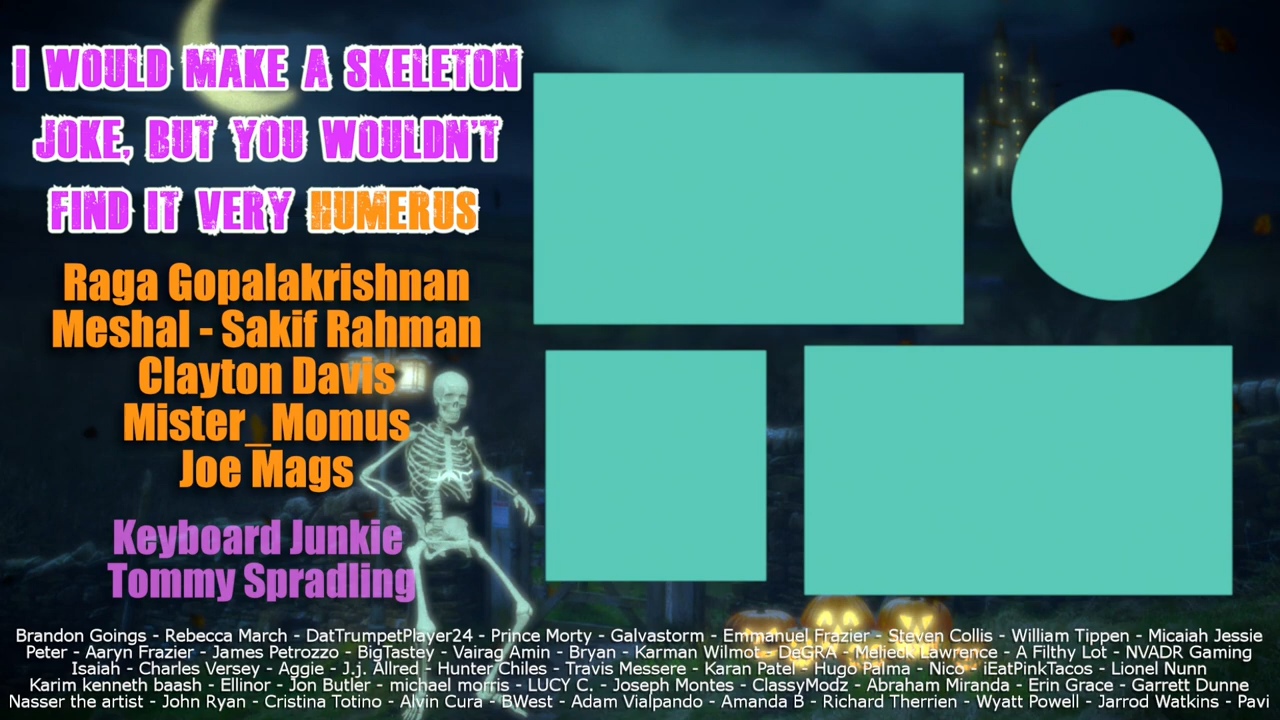 I WOULD MAKE A SKELETON
JOKE, BUT YOU WOULDN'T
FIND IT VERY HUMERUS
Raga Gopalakrishnan
Meshal - Sakif Rahman
Clayton Davis
Mister_Momus
Joe Mags
Keyboard Junkie
Tommy Spradling
Brandon Goings - Rebecca March - DatTrumpetPlayer24 - Prince Morty - Galvastorm - Emmanuel Frazier - Steven Collis - William Tippen - Micaiah Jessie
Peter - Aaryn Frazier - James Petrozzo - BigTastey - Vairag Amin - Bryan - Karman Wilmot - DeGRA - Melieck Lawrence - A Filthy Lot - NVADR Gaming
Isaiah - Charles Versey - Aggie - J.j. Allred - Hunter Chiles - Travis Messere - Karan Patel - Hugo Palma - Nico - iEatPinkTacos - Lionel Nunn
Karim kenneth baash - Ellinor - Jon Butler - michael morris - LUCY C. - Joseph Montes - ClassyModz - Abraham Miranda - Erin Grace - Garrett Dunne
Nasser the artist - John Ryan - Cristina Totino - Alvin Cura - BWest - Adam Vialpando - Amanda B - Richard Therrien - Wyatt Powell - Jarrod Watkins - Pavi